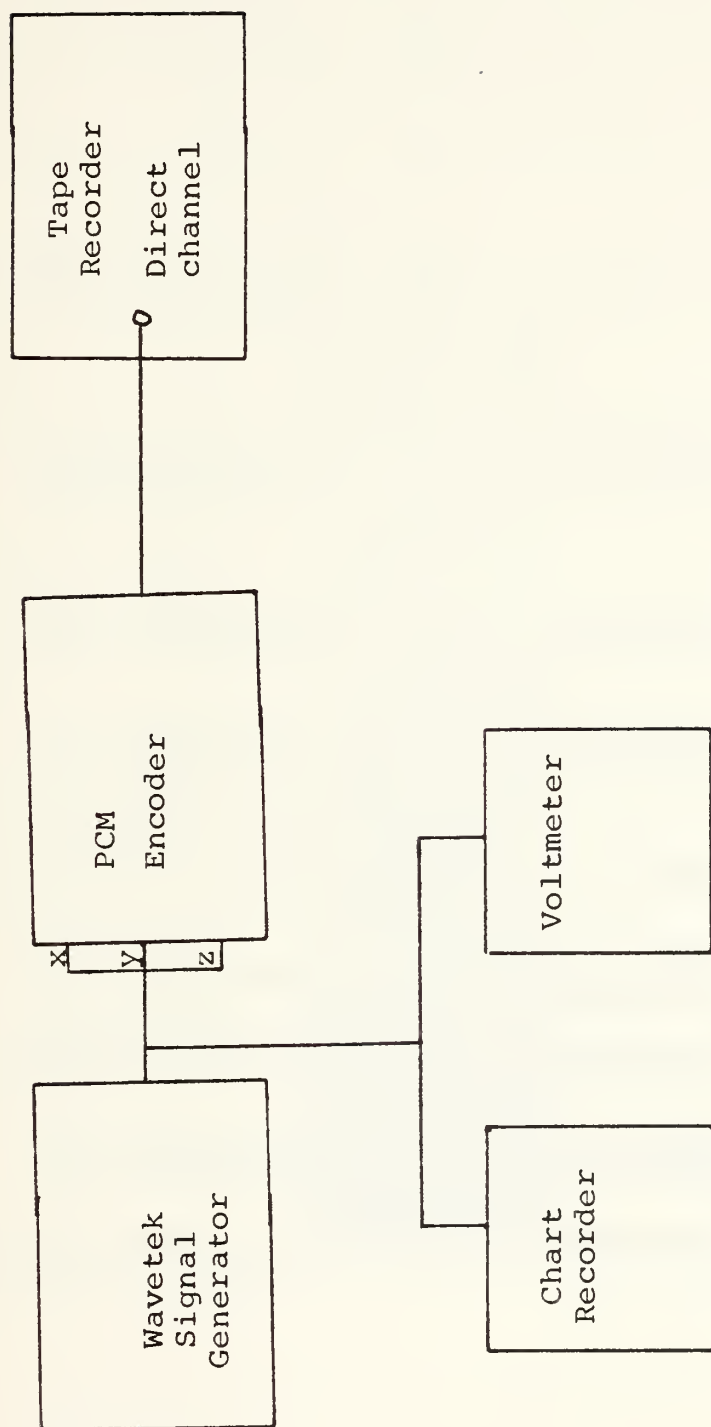 Wavetek
Signal
Generator
x
y
z
PCM
Encoder
Tape
Recorder
Direct
channel
Chart
Recorder
Voltmeter